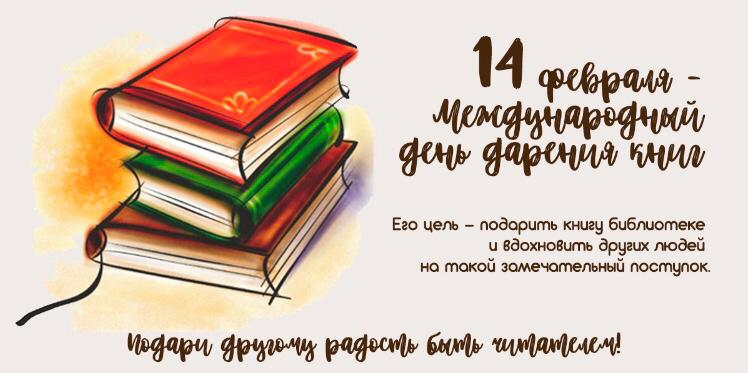 14 февраля -
Международный
день дарения книг
Его цель – подарить книгу библиотеке
и вдохновить других людей
на такой замечательный поступок.
Подари другому радость быть читателем!